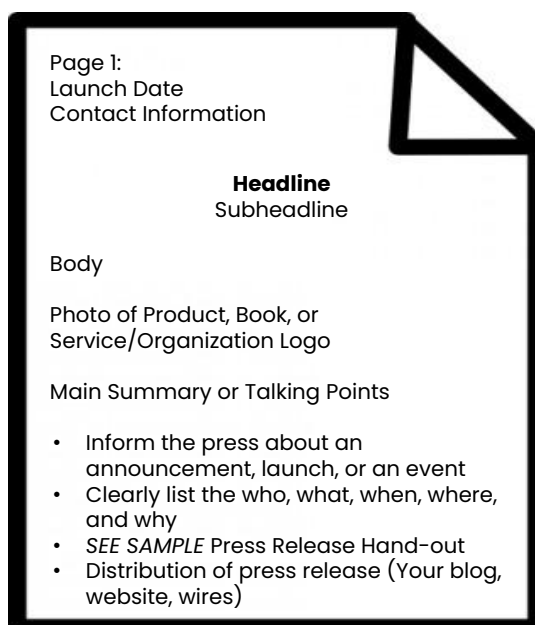 Page 1:
Launch Date
Contact Information
Headline
Subheadline
Body
Photo of Product, Book, or
Service/Organization Logo
Main Summary or Talking Points
• Inform the press about an
announcement, launch, or an event
• Clearly list the who, what, when, where,
and why
• SEE SAMPLE Press Release Hand-out
• Distribution of press release (Your blog,
website, wires)